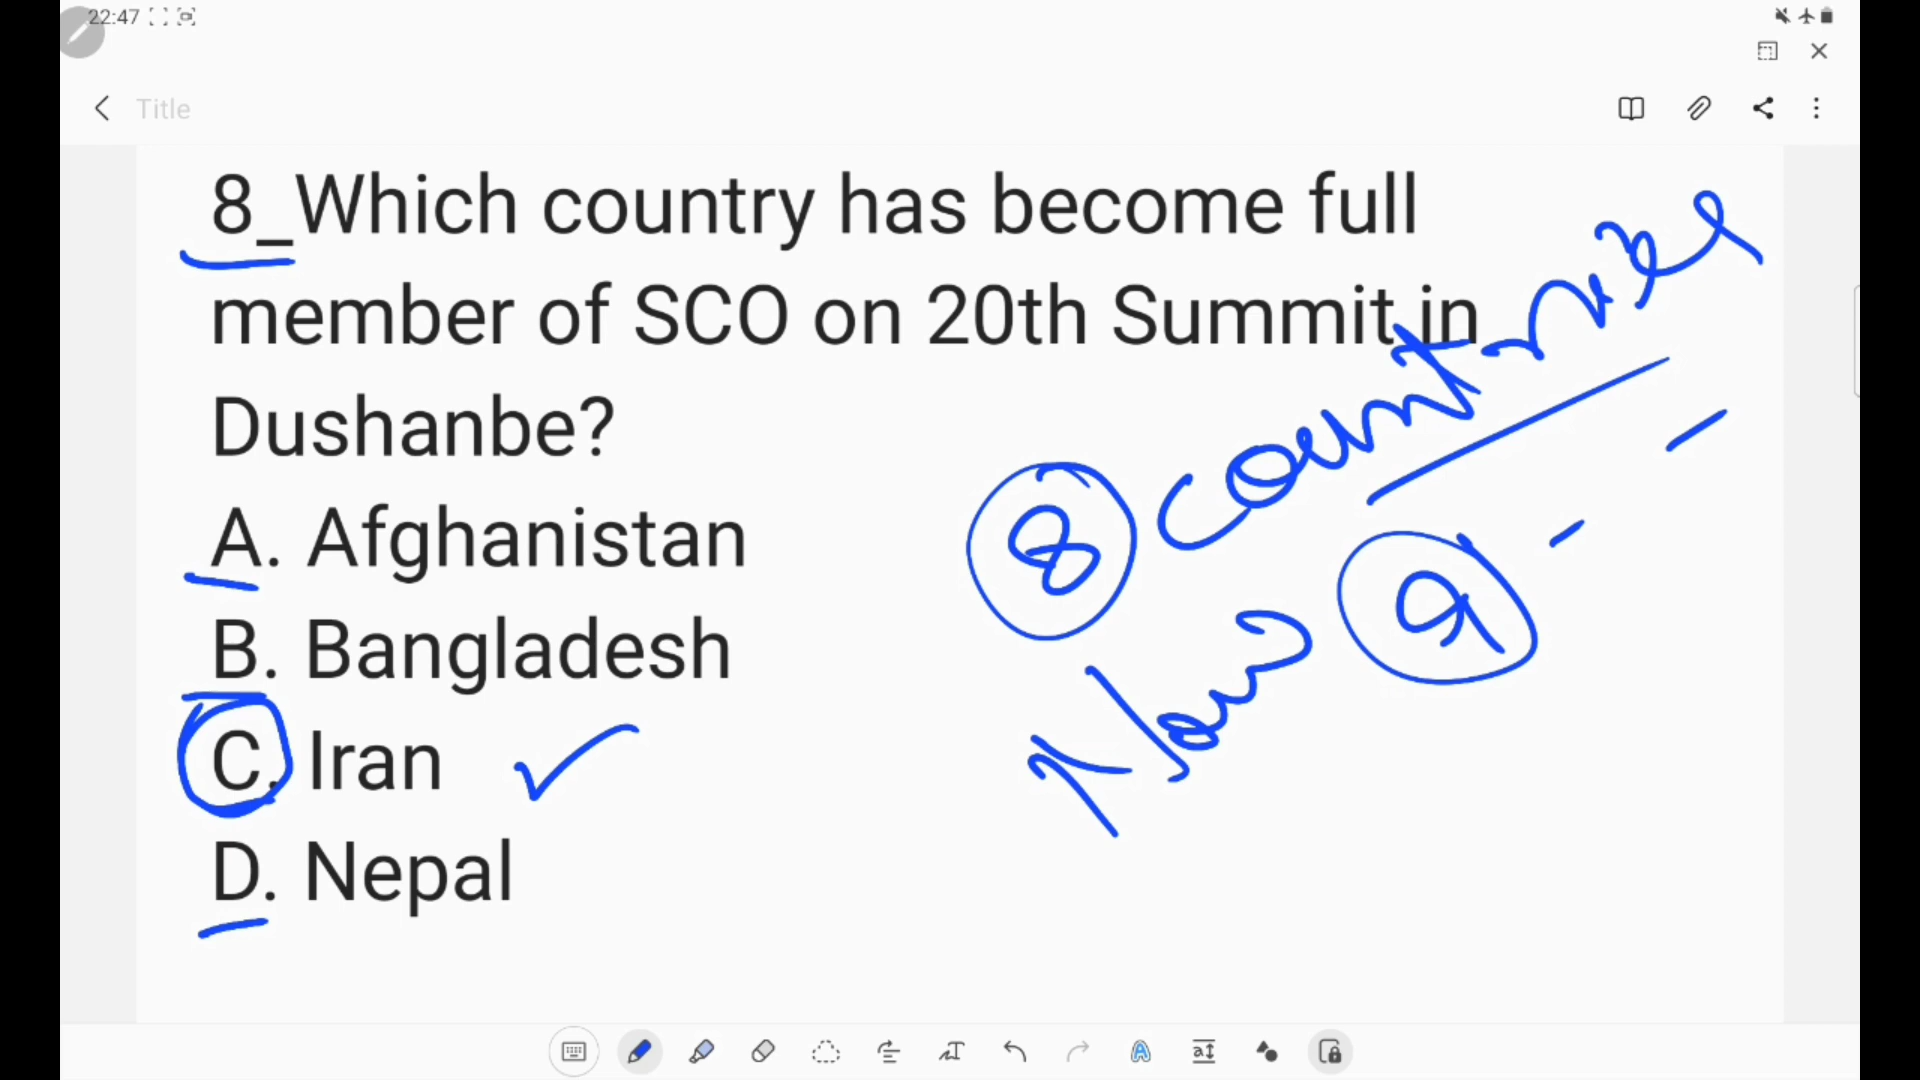 22:47
Title
8_Which country has become full
member of SCO on 20th Summit in
Dushanbe?
A. Afghanistan
B. Bangladesh
C. Iran
D. Nepal
8 countries
Now 9